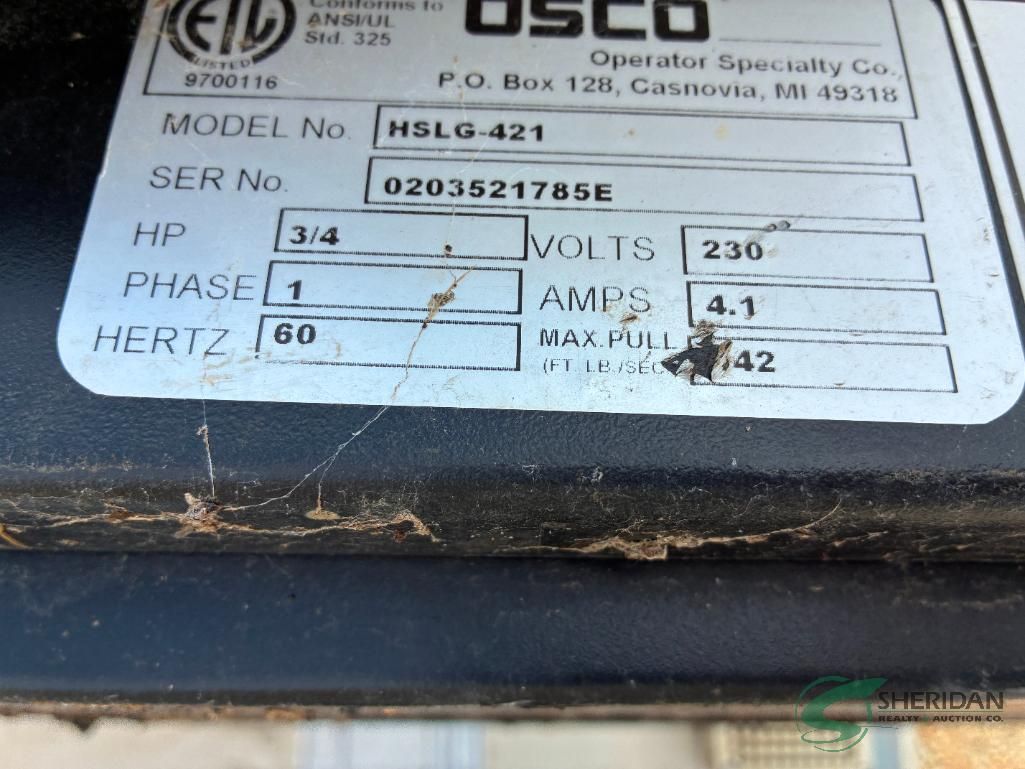 Conforms to
ANSI/UL
Std. 325
LISTED
9700116
OSCO
Operator Specialty Co.,
P.O. Box 128, Casnovia, MI 49318
MODEL No. HSLG-421
SER No. 0203521785E
HP 3/4 VOLTS 230
PHASE 1 AMPS 4.1
HERTZ 60 MAX.PULL 42
(FT. LB./SEC
SHERIDAN
REALTY & AUCTION CO.